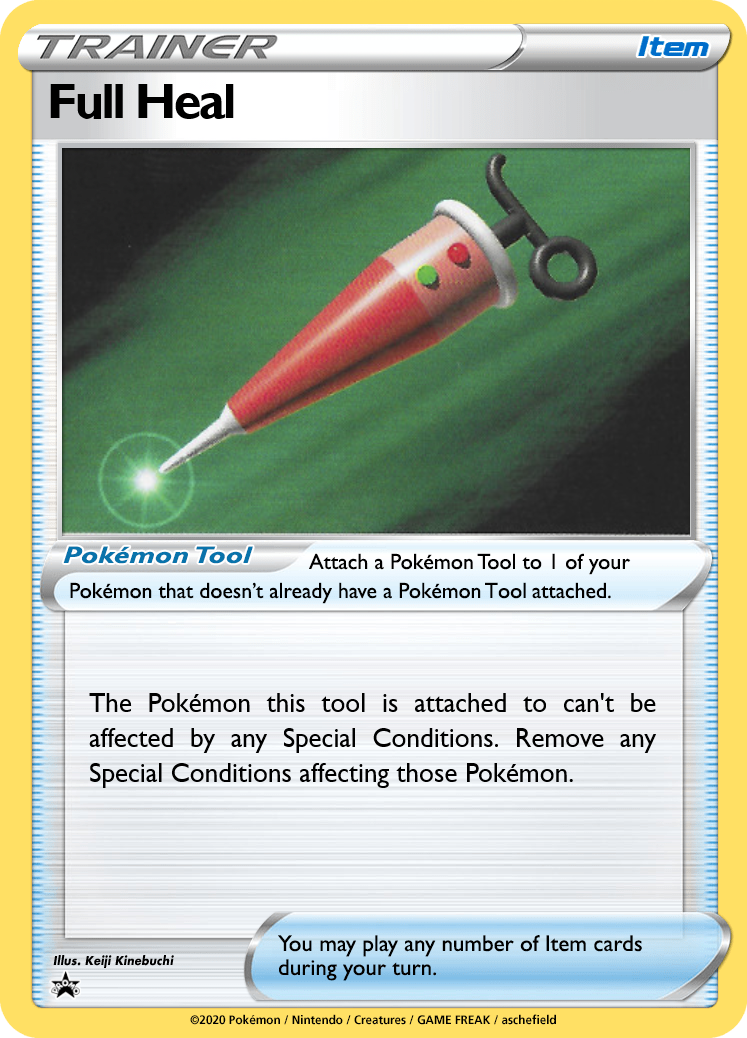 TRAINER
Item
Full Heal
Pokémon Tool
Attach a Pokémon Tool to 1 of your
Pokémon that doesn’t already have a Pokémon Tool attached.
The Pokémon this tool is attached to can't be
affected by any Special Conditions. Remove any
Special Conditions affecting those Pokémon.
Illus. Keiji Kinebuchi
PROMO
You may play any number of Item cards
during your turn.
©2020 Pokémon / Nintendo / Creatures / GAME FREAK / aschefield